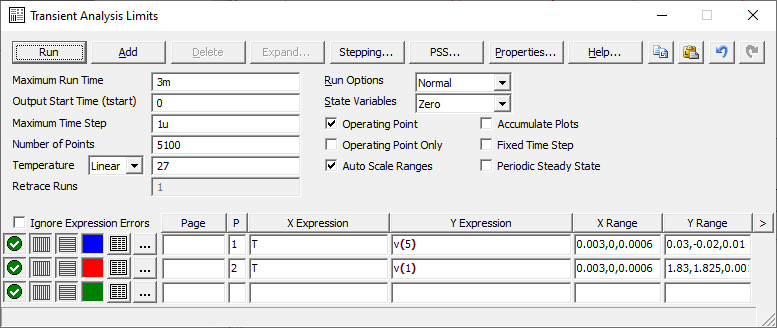 Transient Analysis Limits
Run Add Delete Expand... Stepping... PSS... Properties... Help...
Maximum Run Time 3m Run Options Normal
Output Start Time (tstart) 0 State Variables Zero
Maximum Time Step 1u Operating Point Accumulate Plots
Number of Points 5100 Operating Point Only Fixed Time Step
Temperature Linear 27 Auto Scale Ranges Periodic Steady State
Retrace Runs 1
Ignore Expression Errors Page P X Expression Y Expression X Range Y Range >
... 1 T v(5) 0.003,0,0.0006 0.03,-0.02,0.01
... 2 T v(1) 0.003,0,0.0006 1.83,1.825,0.00
...